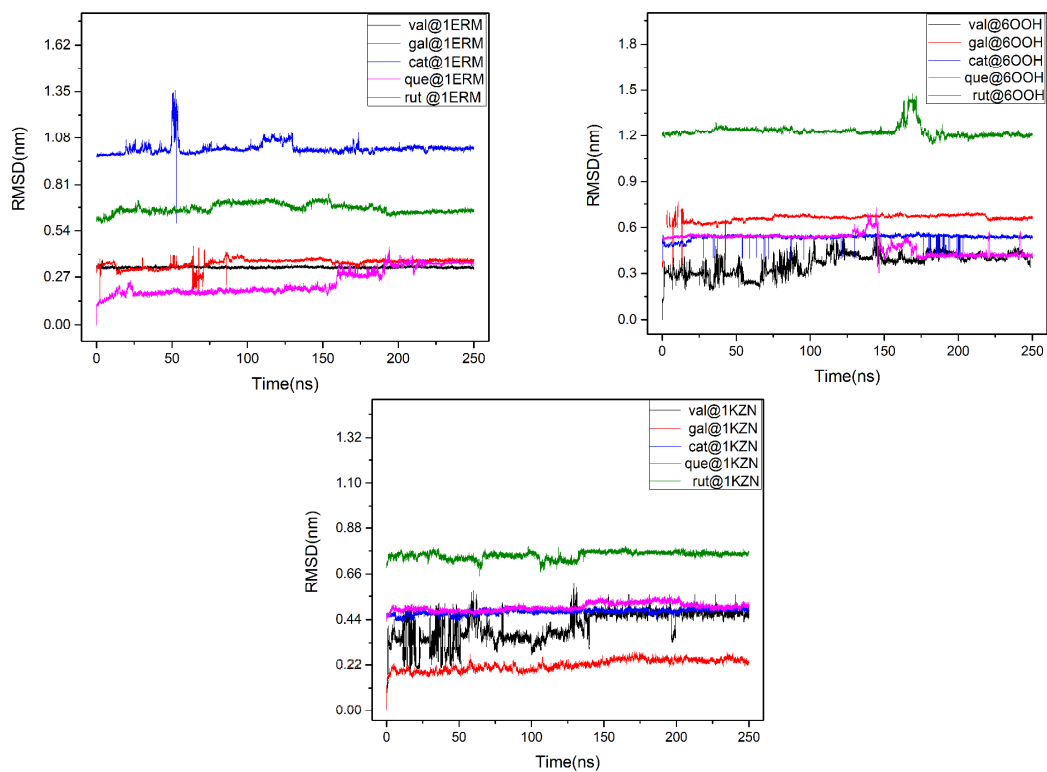 val@1ERM
gal@1ERM
cat@1ERM
que@1ERM
rut @1ERM
1.62
1.35
1.08
0.81
0.54
0.27
0.00
RMSD(nm)
0 50 100 150 200 250
Time(ns)
val@6OOH
gal@6OOH
cat@6OOH
que@6OOH
rut@6OOH
1.8
1.5
1.2
0.9
0.6
0.3
0.0
RMSD(nm)
0 50 100 150 200 250
Time(ns)
val@1KZN
gal@1KZN
cat@1KZN
que@1KZN
rut@1KZN
1.32
1.10
0.88
0.66
0.44
0.22
0.00
RMSD(nm)
0 50 100 150 200 250
Time(ns)